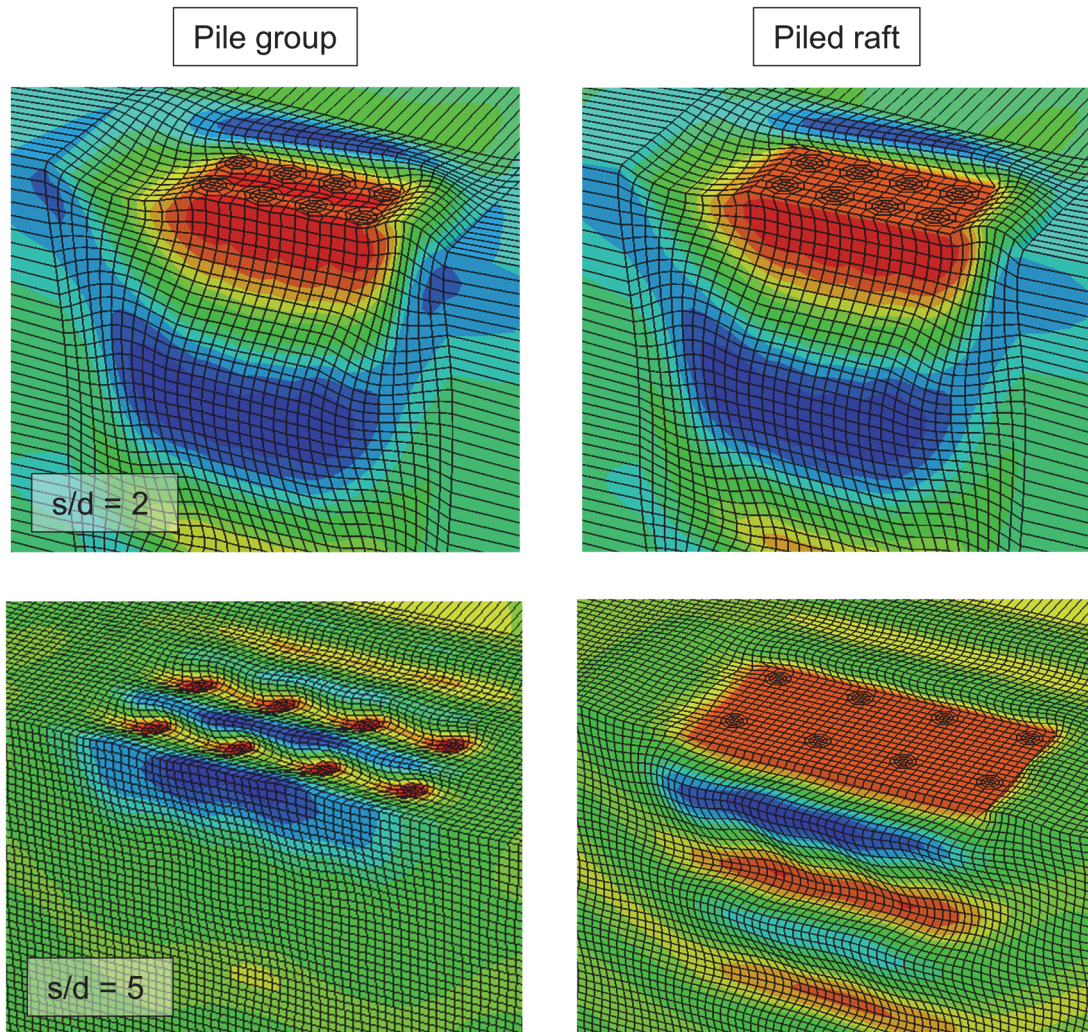 Pile group
Piled raft
s/d = 2
s/d = 5